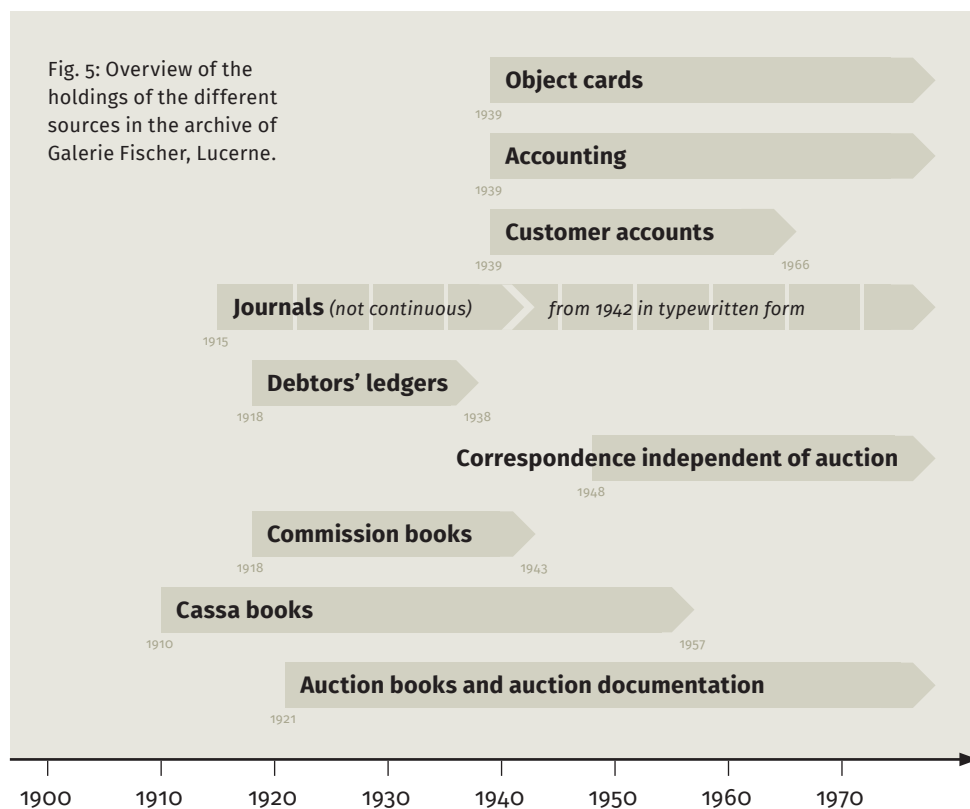 Fig. 5: Overview of the
holdings of the different
sources in the archive of
Galerie Fischer, Lucerne.
Object cards
1939
Accounting
1939
Customer accounts
1939 1966
Journals (not continuous) from 1942 in typewritten form
1915
Debtors’ ledgers
1918 1938
Correspondence independent of auction
1948
Commission books
1918 1943
Cassa books
1910 1957
Auction books and auction documentation
1921
1900 1910 1920 1930 1940 1950 1960 1970